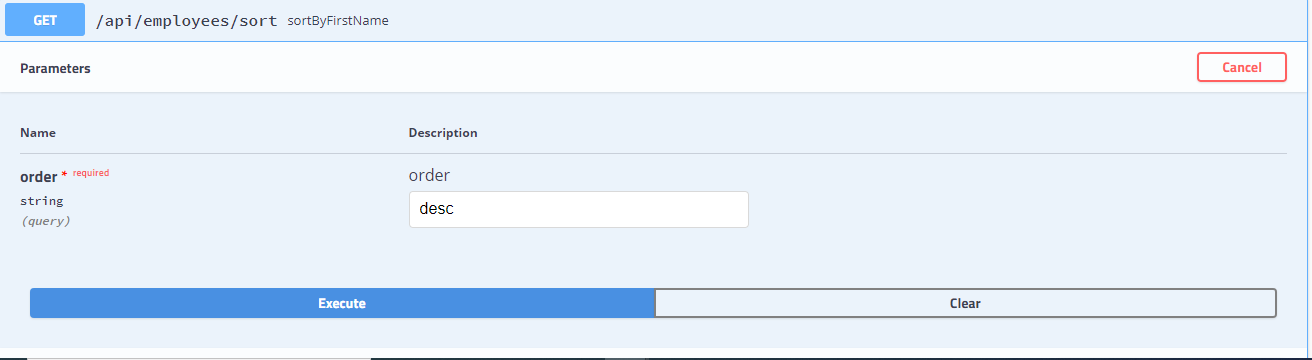 GET /api/employees/sort sortByFirstName
Parameters Cancel
Name Description
order * required order
string desc
(query)
Execute Clear